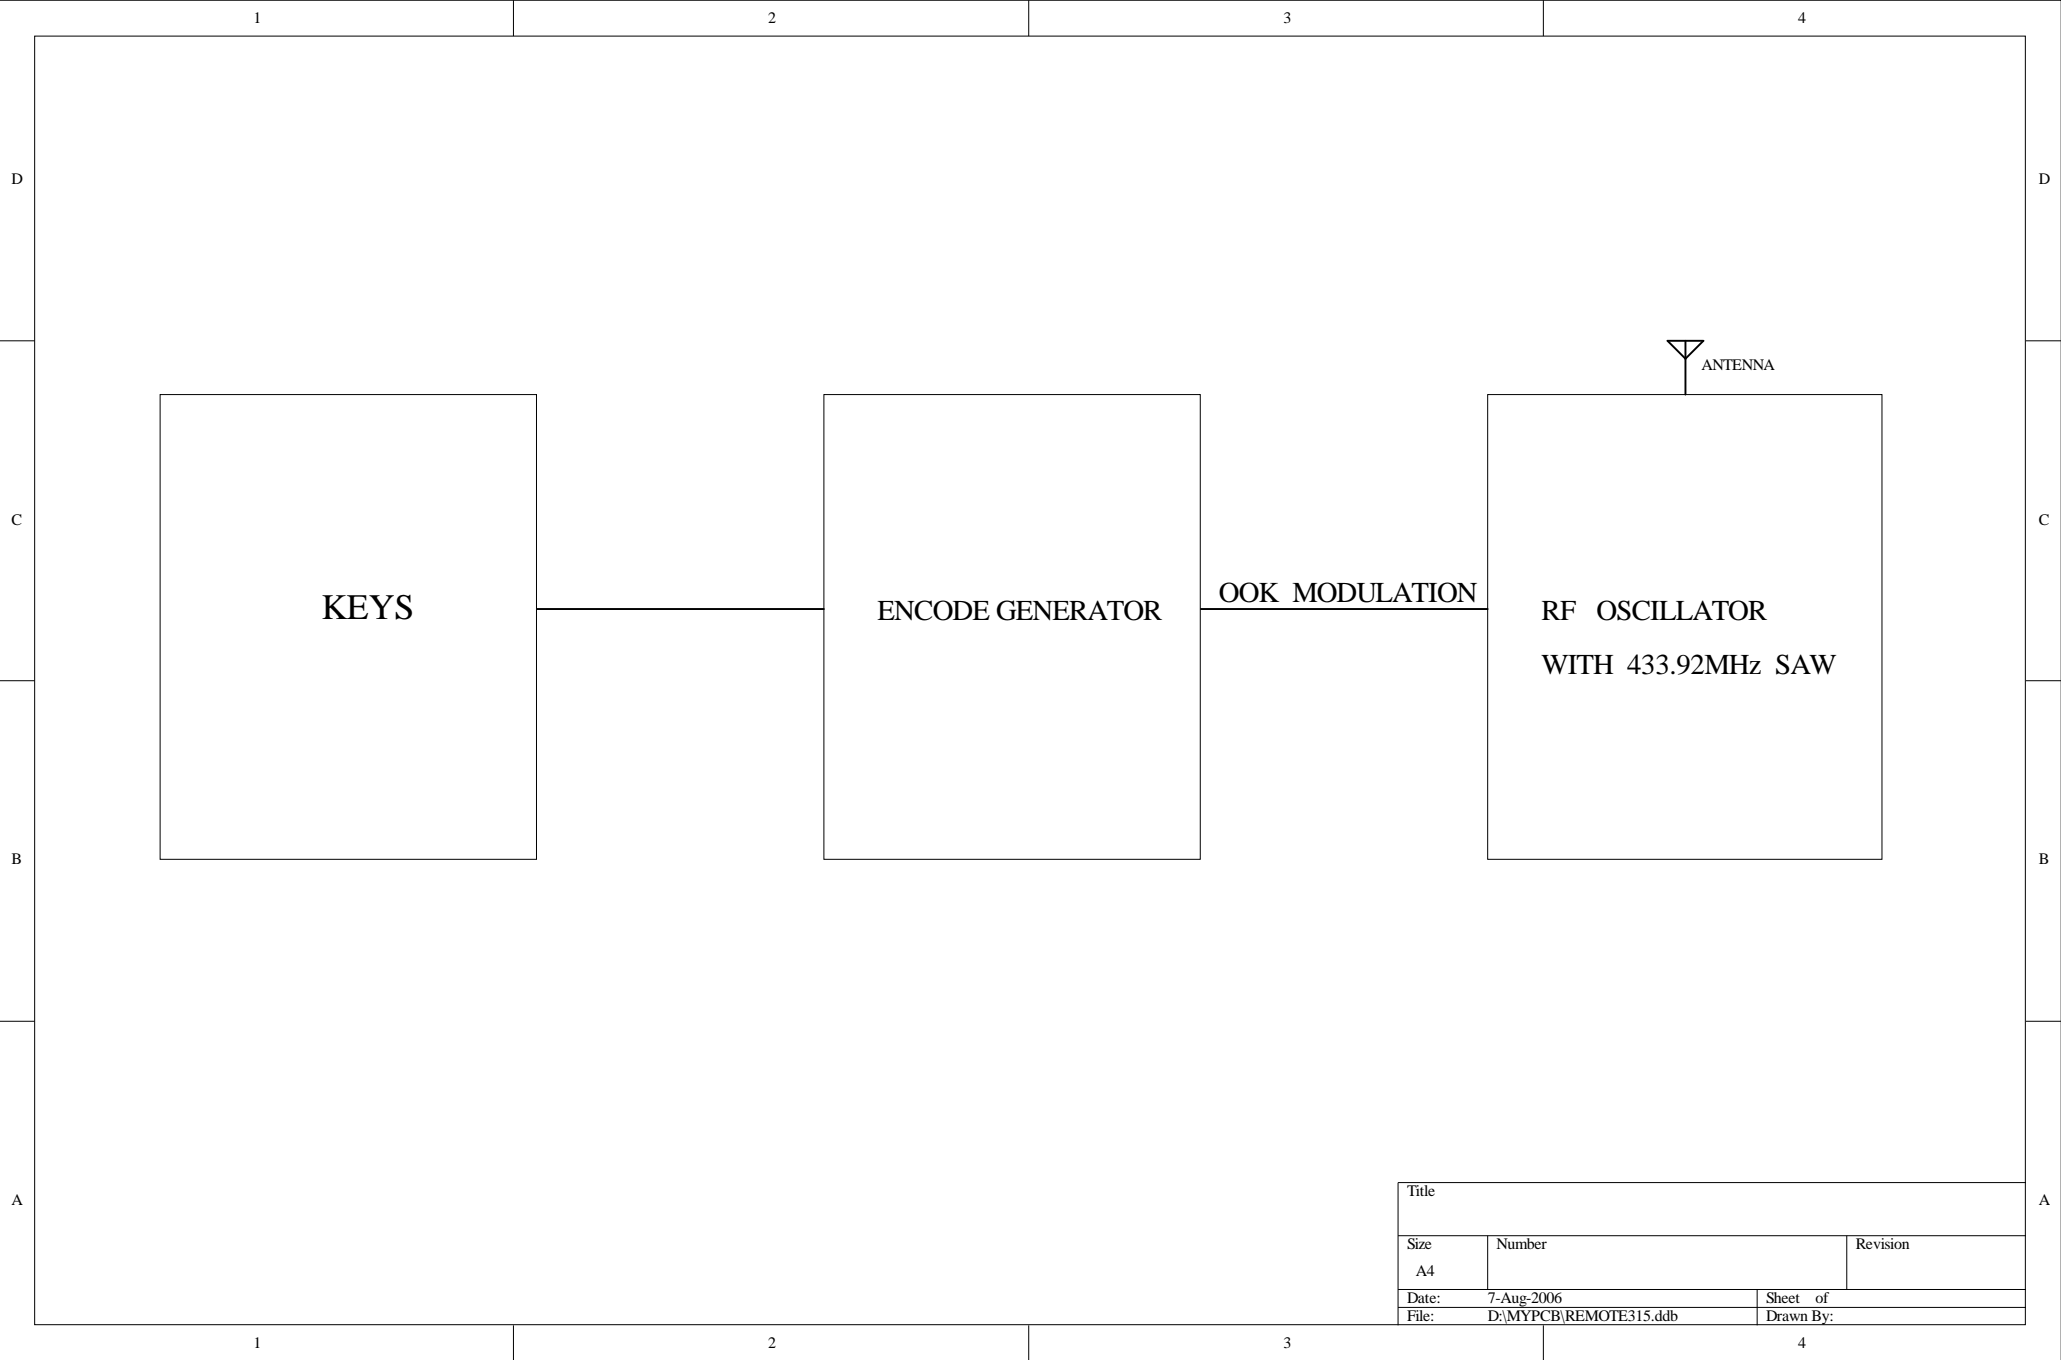 1 2 3 4
D D
ANTENNA
C C
OOK MODULATION
KEYS
ENCODE GENERATOR
RF OSCILLATOR
WITH 433.92MHz SAW
B B
A A
Title
Size Number Revision
A4
Date: 7-Aug-2006 Sheet of
File: D:\MYPCB\REMOTE315.ddb Drawn By:
1 2 3 4